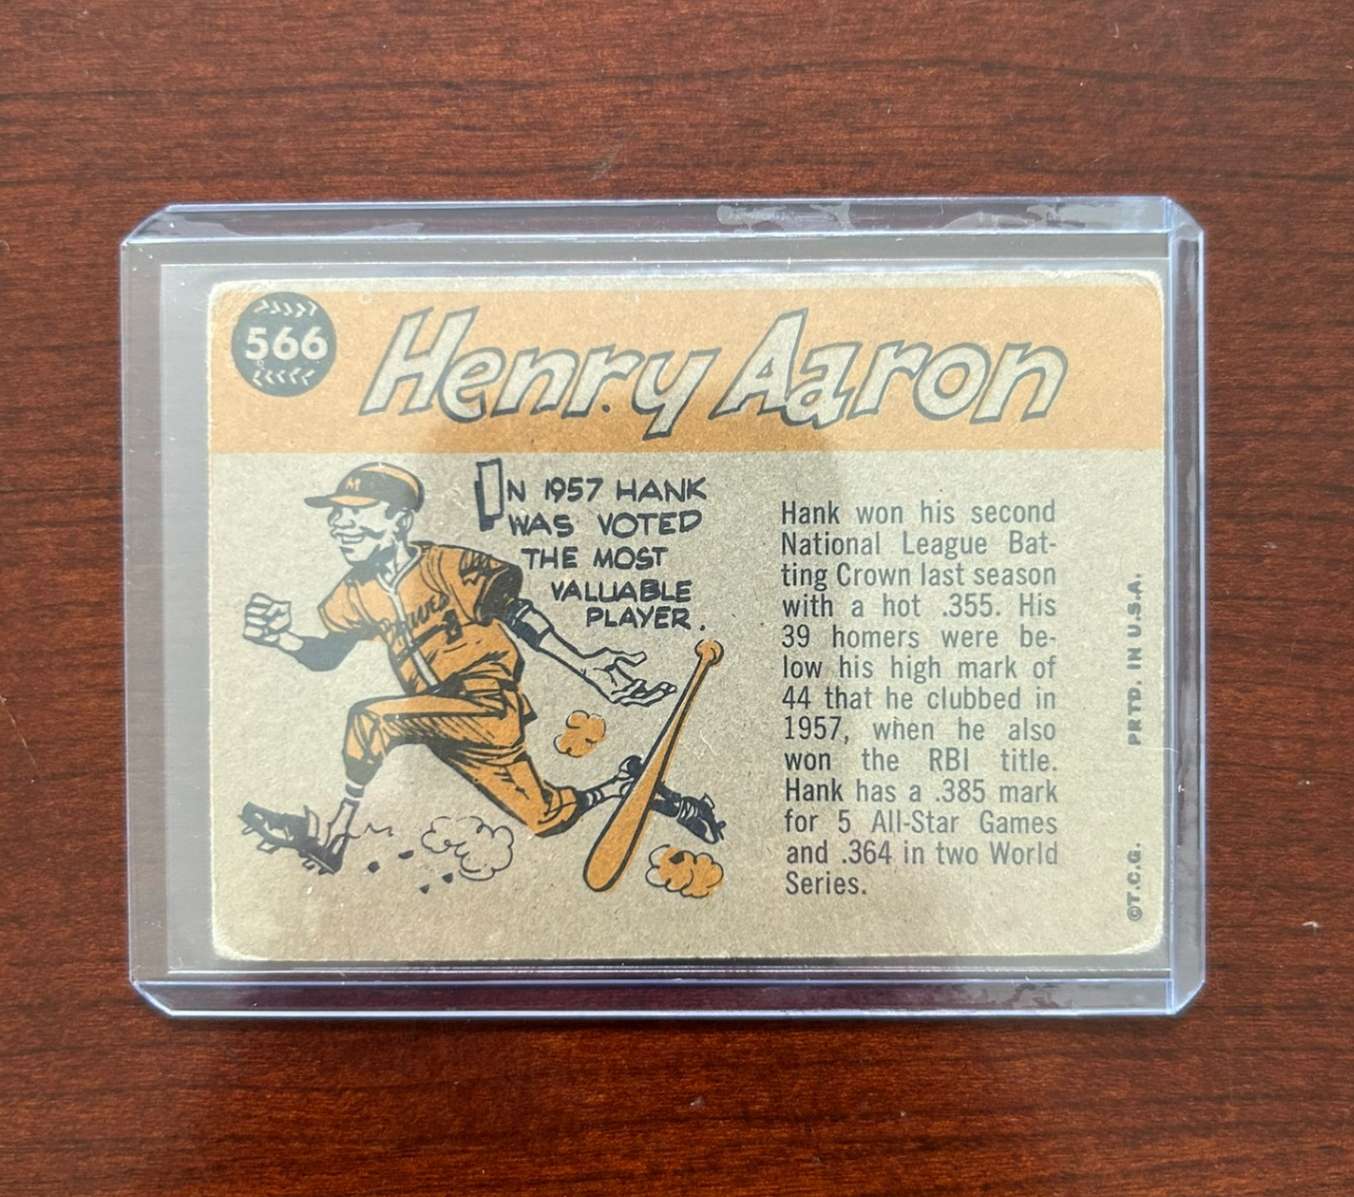 566
Henry Aaron
M
IN 1957 HANK
WAS VOTED
THE MOST
VALUABLE
PLAYER.
Hank won his second
National League Bat-
ting Crown last season
with a hot .355. His
39 homers were be-
low his high mark of
44 that he clubbed in
1957, when he also
won the RBI title.
Hank has a .385 mark
for 5 All-Star Games
and .364 in two World
Series.
©T.C.G. PRTD. IN U.S.A.